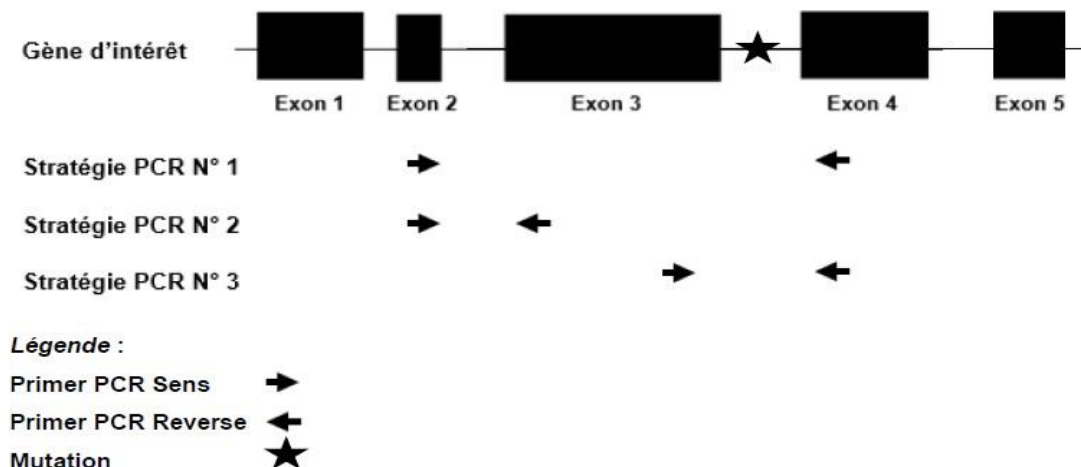 Gène d'intérêt
Exon 1 Exon 2 Exon 3 Exon 4 Exon 5
Stratégie PCR N° 1
Stratégie PCR N° 2
Stratégie PCR N° 3
Légende :
Primer PCR Sens
Primer PCR Reverse
Mutation